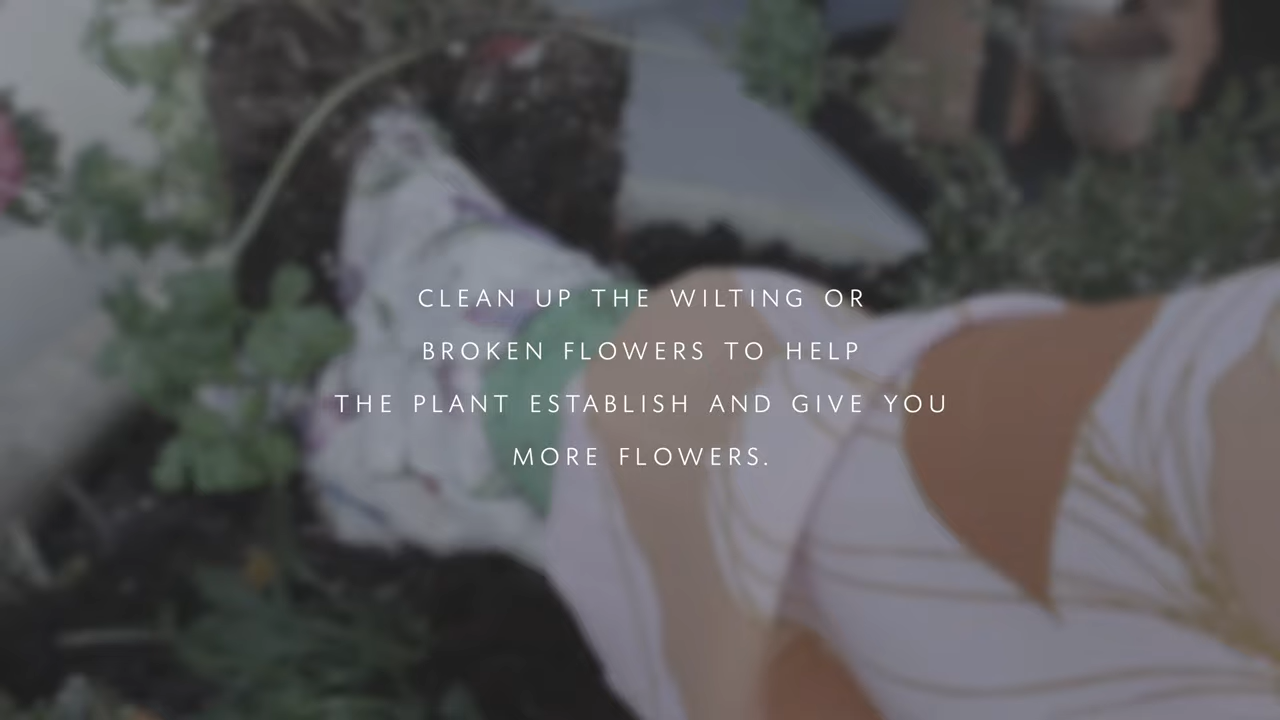 CLEAN UP THE WILTING OR
BROKEN FLOWERS TO HELP
THE PLANT ESTABLISH AND GIVE YOU
MORE FLOWERS.